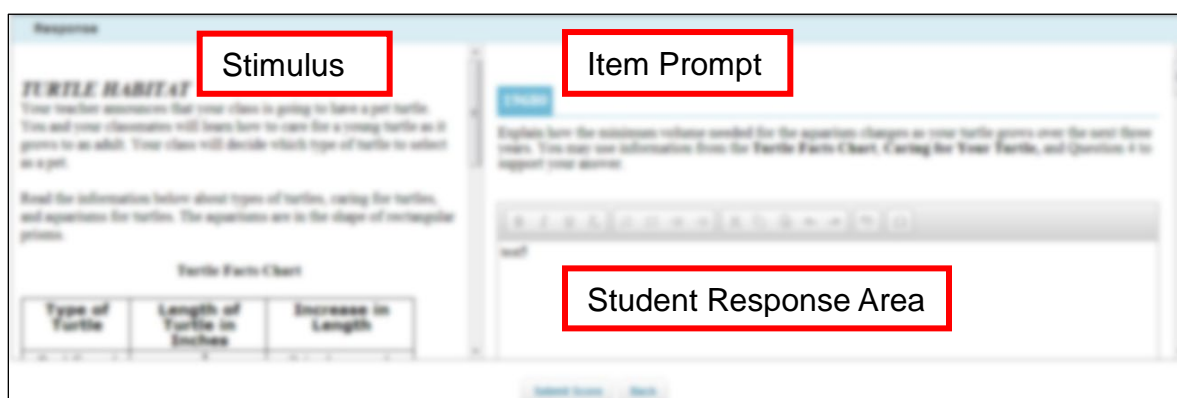 Response
Stimulus
TURTLE HABITAT
Your teacher announces that your class is going to have a pet turtle.
You and your classmates will learn how to care for a young turtle as it
grows to an adult. Your class will decide which type of turtle to select
as a pet.
Read the information below about types of turtles, caring for turtles,
and aquariums for turtles. The aquariums are in the shape of rectangular
prisms.
Turtle Facts Chart
Type of Turtle
Length of Turtle in Inches
Increase in Length
Item Prompt
Explain how the minimum volume needed for the aquarium changes as your turtle grows over the next three
years. You may use information from the Turtle Facts Chart, Caring for Your Turtle, and Question 4 to
support your answer.
Student Response Area
Submit Score
Back